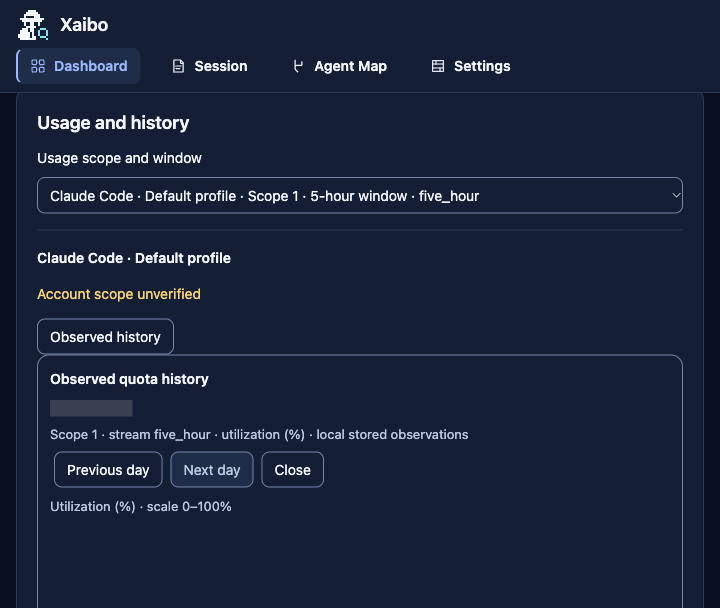 Xaibo
Dashboard Session Agent Map Settings
Usage and history
Usage scope and window
Claude Code · Default profile · Scope 1 · 5-hour window · five_hour
Claude Code · Default profile
Account scope unverified
Observed history
Observed quota history
Scope 1 · stream five_hour · utilization (%) · local stored observations
Previous day Next day Close
Utilization (%) · scale 0–100%